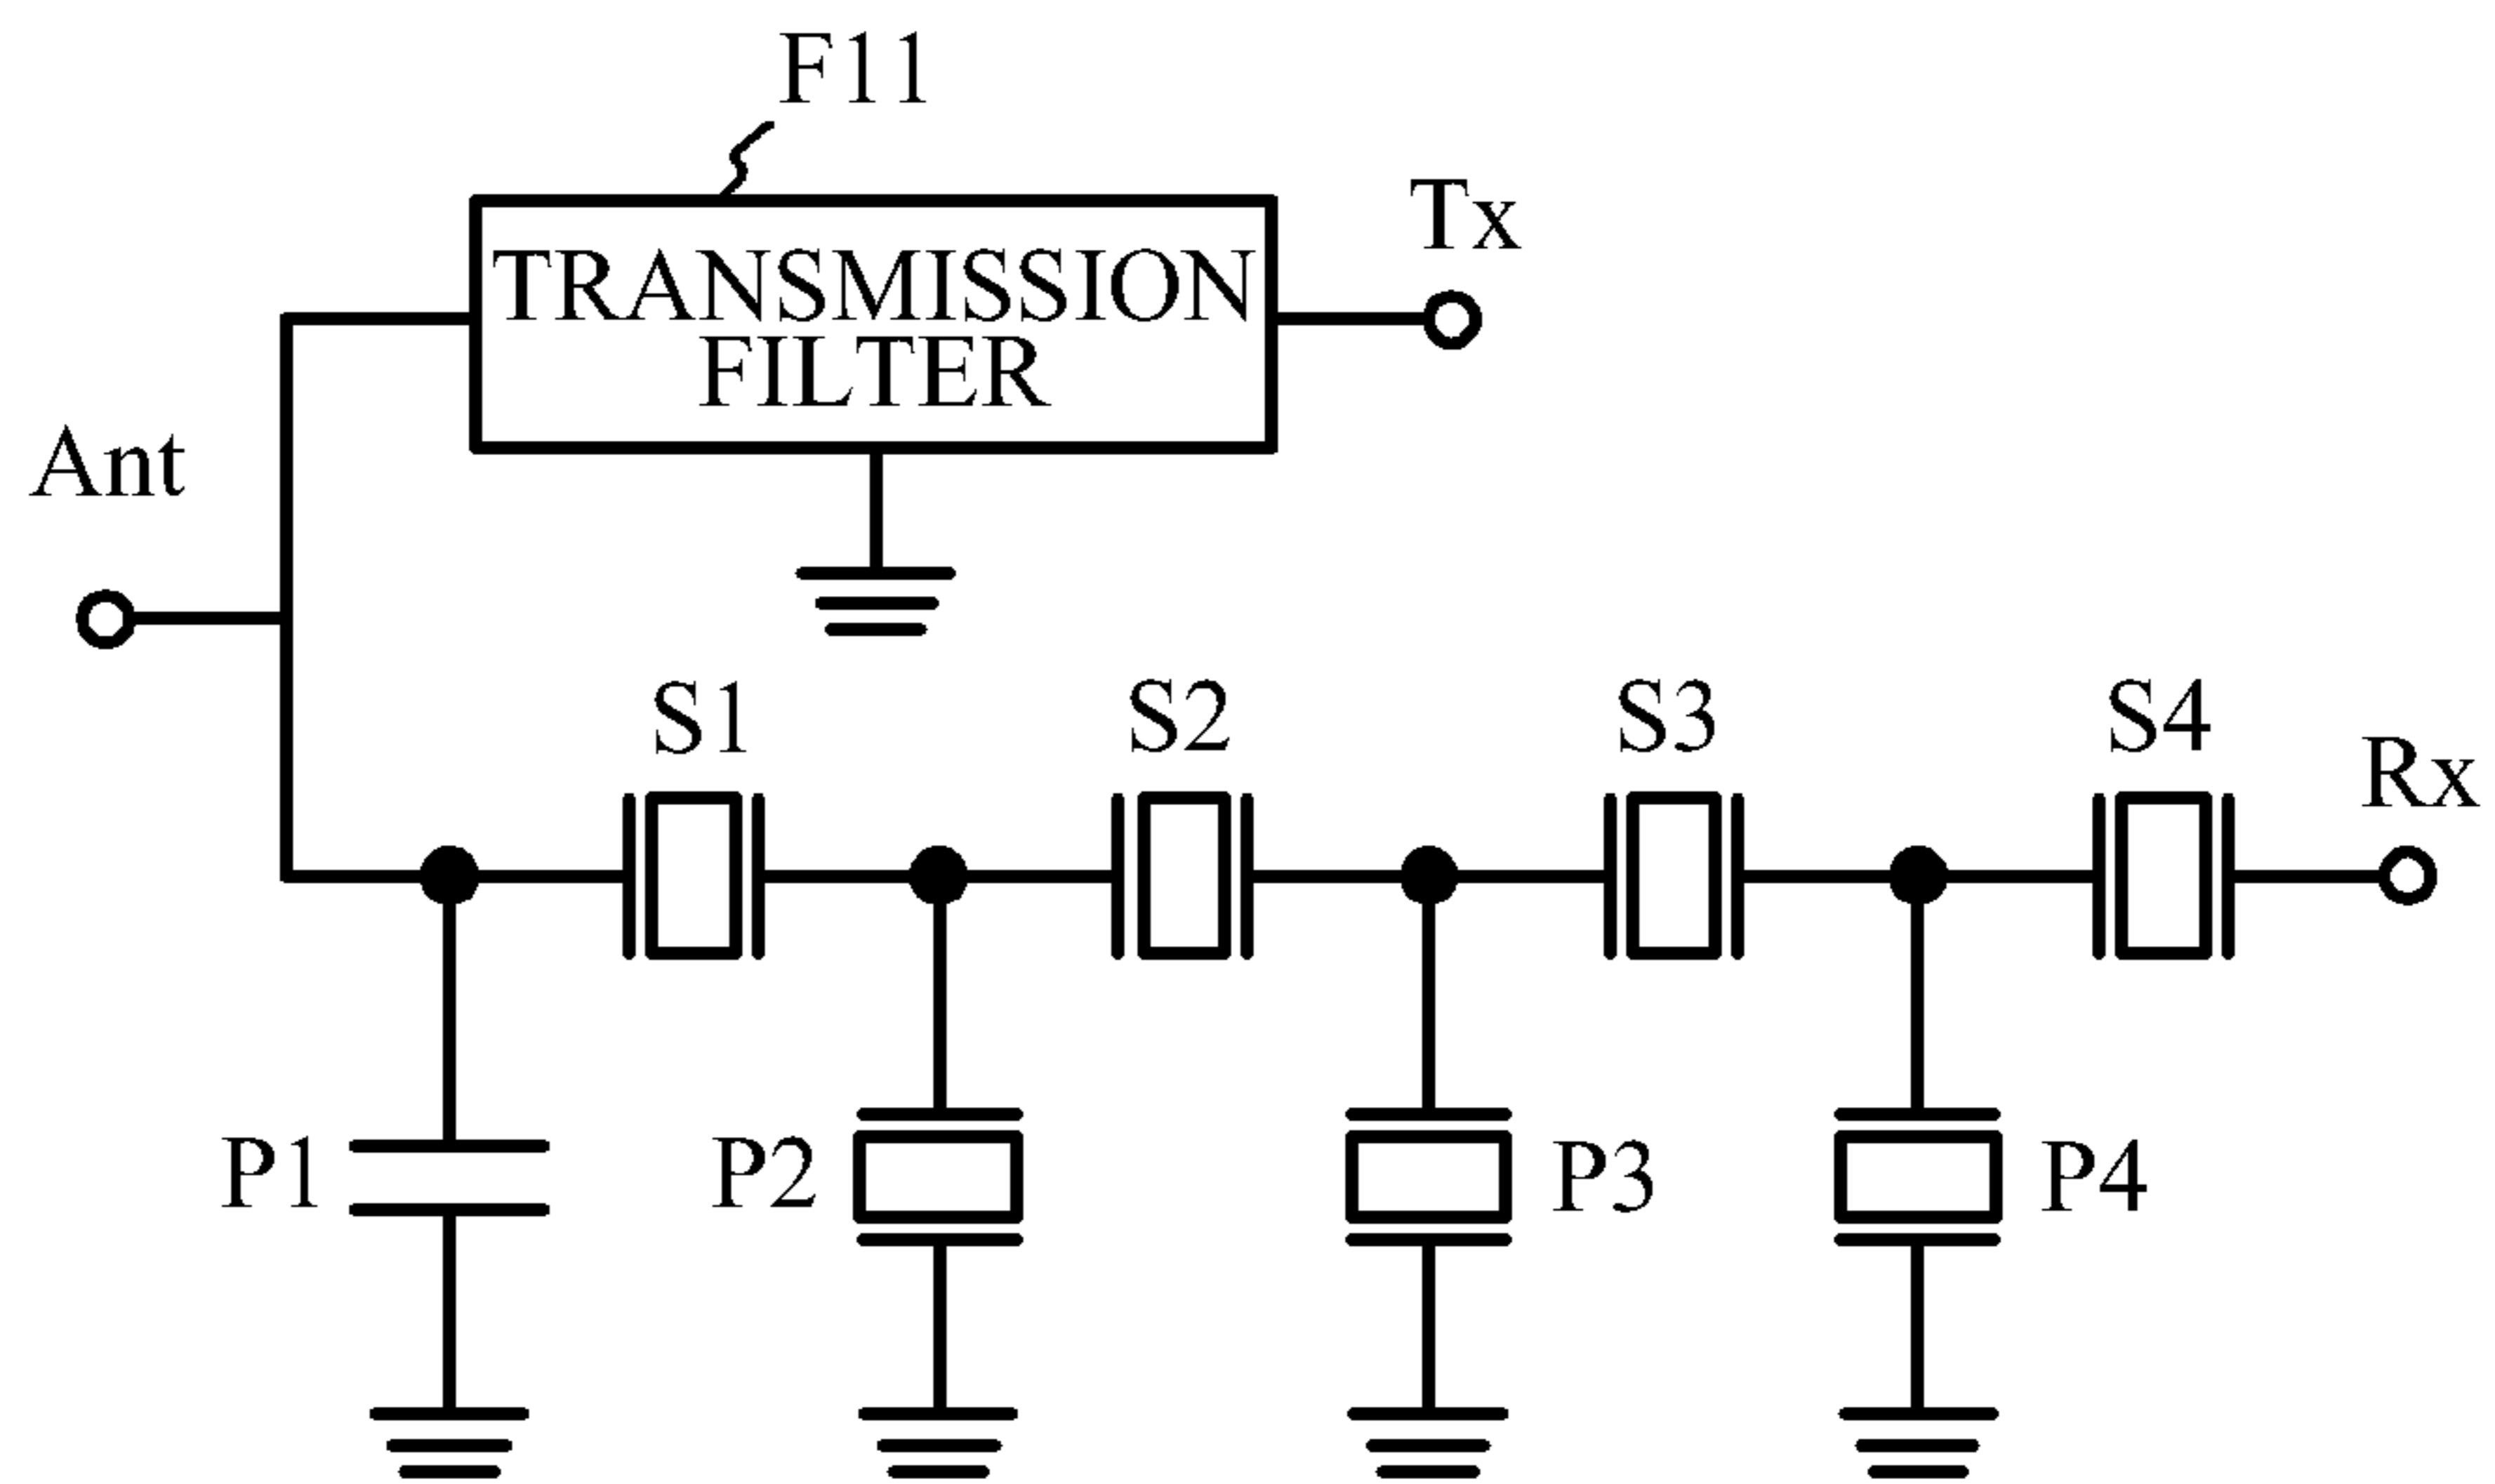 F11
Tx
TRANSMISSION
FILTER
Ant
S1
S2
S3
S4
Rx
P1
P2
P3
P4